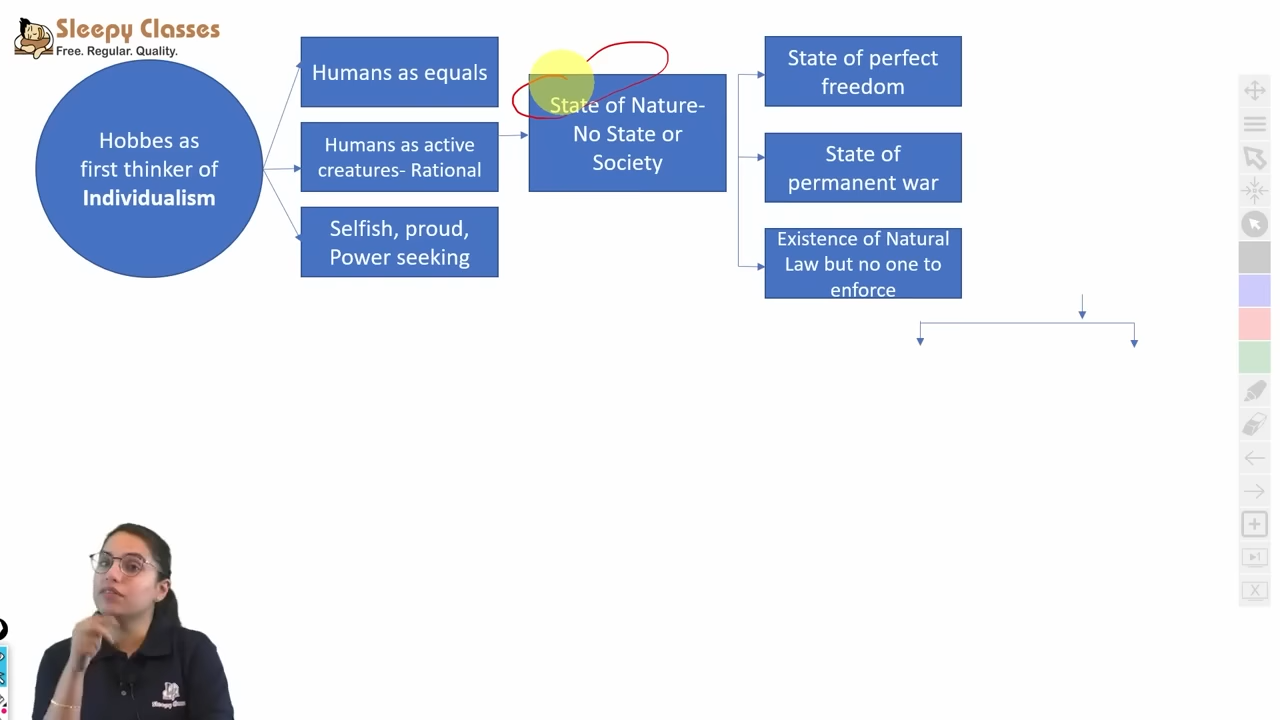 Sleepy Classes
Free. Regular. Quality.
Hobbes as
first thinker of
Individualism
Humans as equals
Humans as active
creatures- Rational
Selfish, proud,
Power seeking
State of Nature-
No State or
Society
State of perfect
freedom
State of
permanent war
Existence of Natural
Law but no one to
enforce
Sleepy Classes